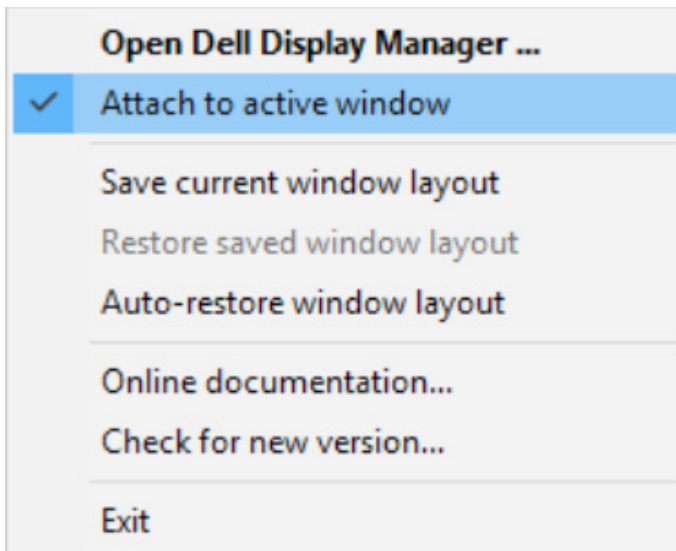 Open Dell Display Manager ...
Attach to active window
Save current window layout
Restore saved window layout
Auto-restore window layout
Online documentation...
Check for new version...
Exit